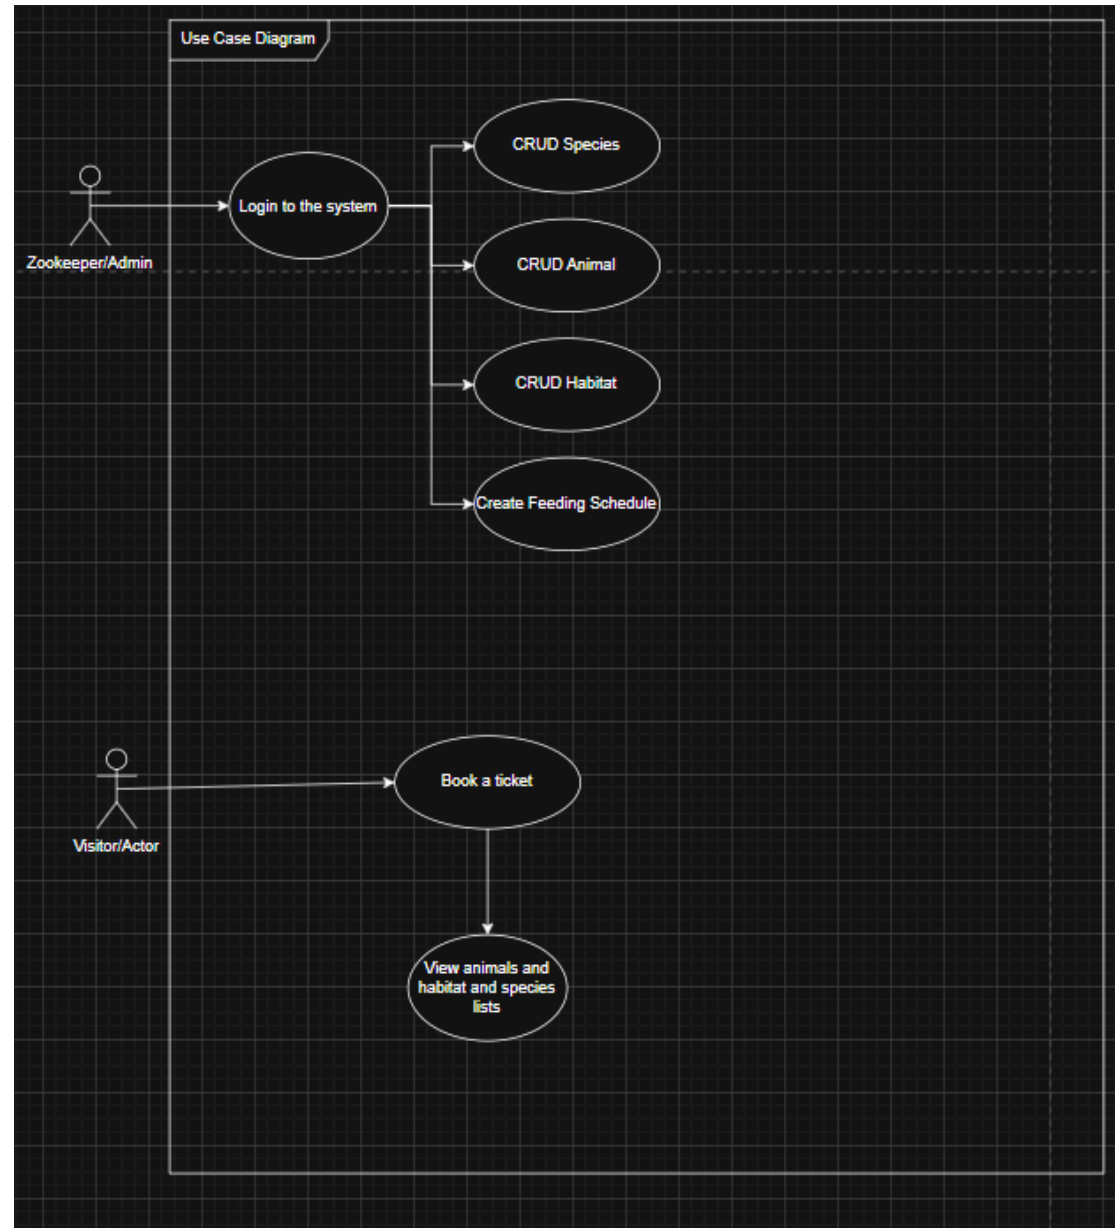 Use Case Diagram
CRUD Species
Login to the system
Zookeeper/Admin
CRUD Animal
CRUD Habitat
Create Feeding Schedule
Book a ticket
Visitor/Actor
View animals and
habitat and species
lists